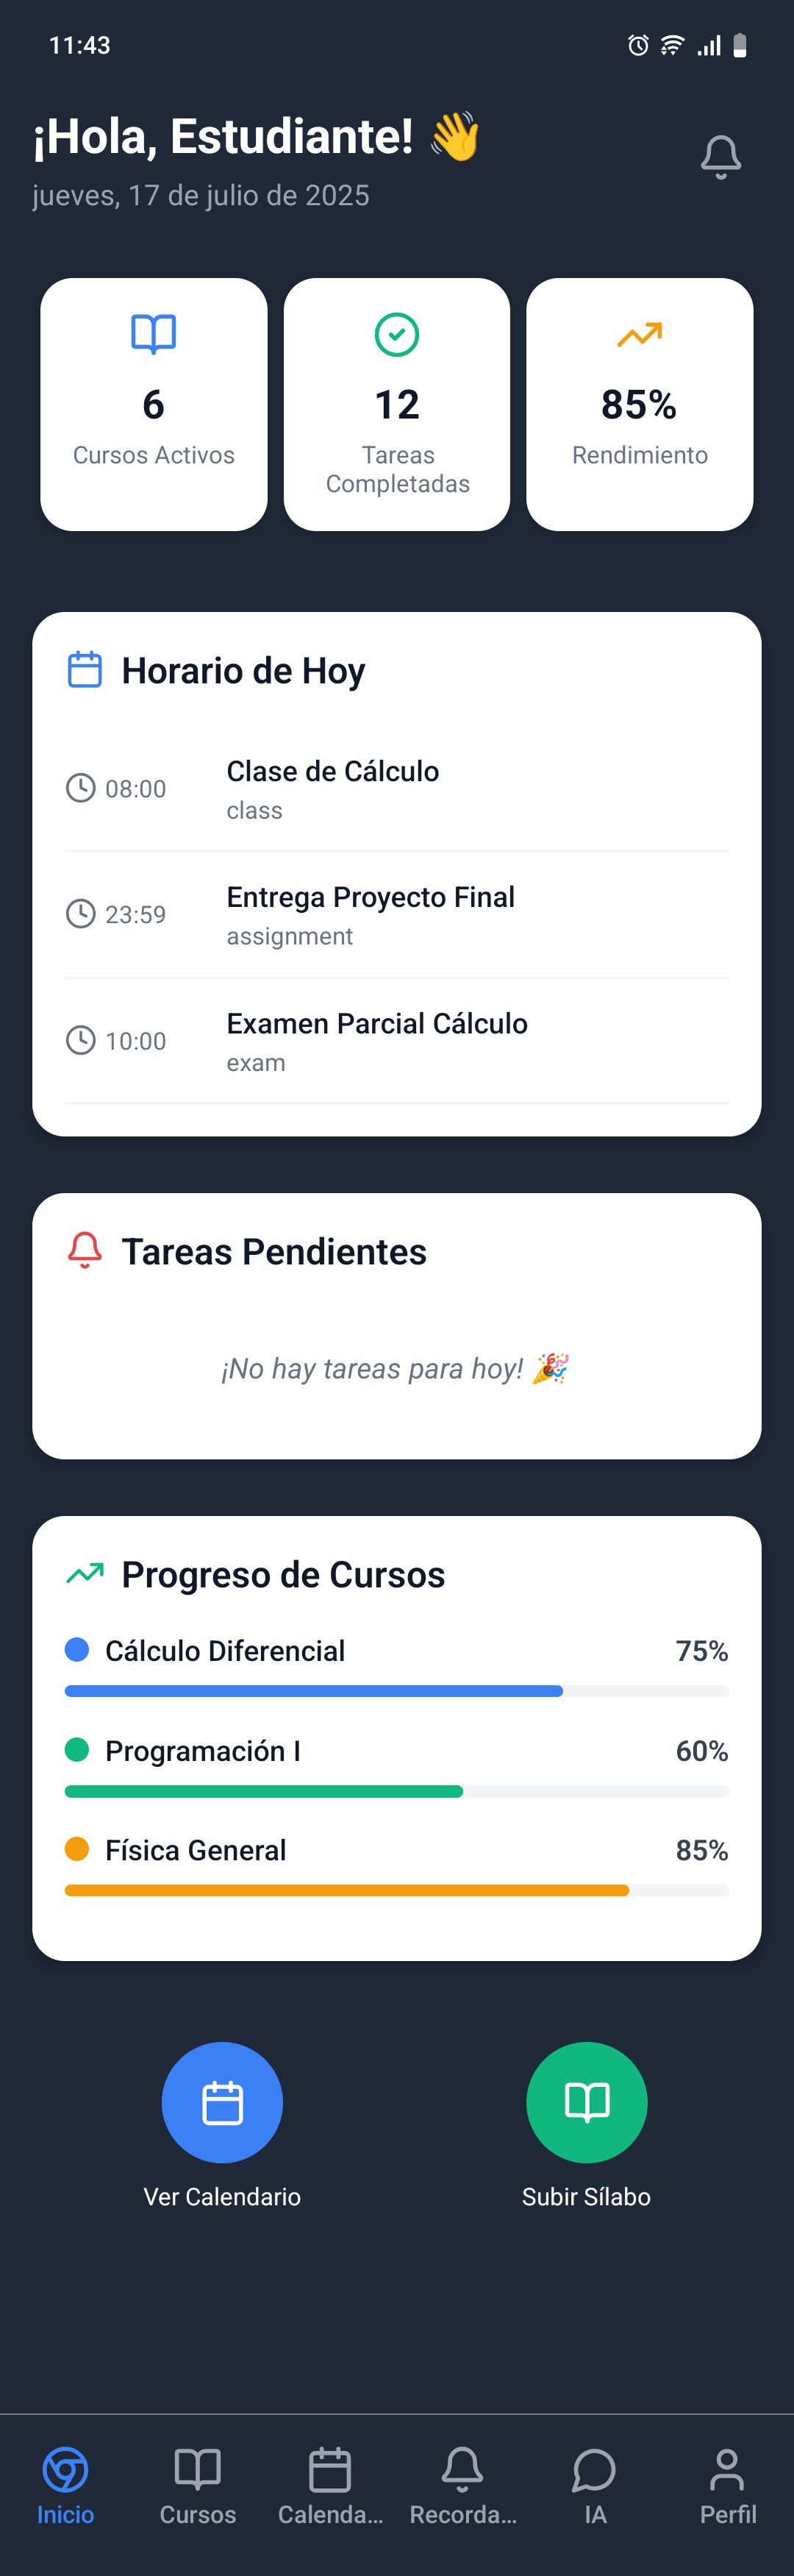 11:43
¡Hola, Estudiante! 👋
jueves, 17 de julio de 2025
6
Cursos Activos
12
Tareas
Completadas
85%
Rendimiento
Horario de Hoy
08:00
Clase de Cálculo
class
23:59
Entrega Proyecto Final
assignment
10:00
Examen Parcial Cálculo
exam
Tareas Pendientes
¡No hay tareas para hoy! 🎉
Progreso de Cursos
Cálculo Diferencial 75%
Programación I 60%
Física General 85%
Ver Calendario
Subir Sílabo
Inicio
Cursos
Calenda...
Recorda...
IA
Perfil